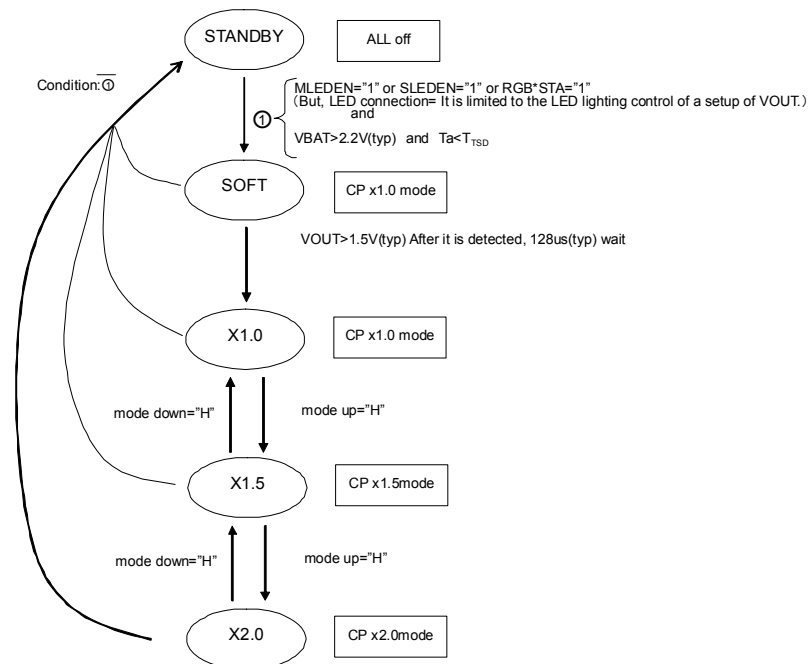 STANDBY
ALL off
Condition:①
MLEDEN="1" or SLEDEN="1" or RGB*STA="1"
(But, LED connection= It is limited to the LED lighting control of a setup of VOUT.)
and
①
VBAT>2.2V(typ) and Ta<TTSD
SOFT
CP x1.0 mode
VOUT>1.5V(typ) After it is detected, 128us(typ) wait
X1.0
CP x1.0 mode
mode down="H"
mode up="H"
X1.5
CP x1.5mode
mode down="H"
mode up="H"
X2.0
CP x2.0mode